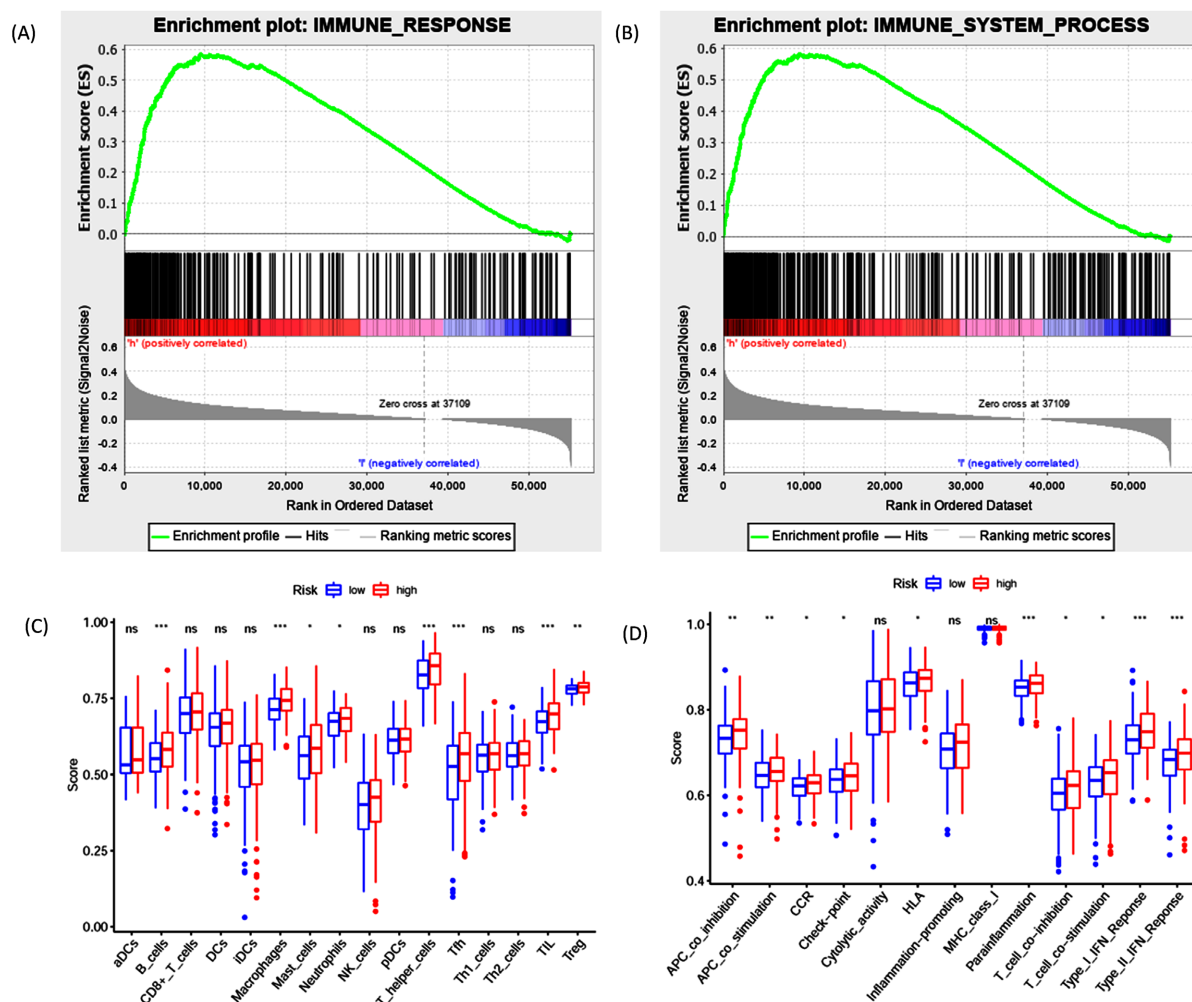 (A)
Enrichment plot: IMMUNE_RESPONSE
Enrichment score (ES)
0.6
0.5
0.4
0.3
0.2
0.1
0.0
'h' (positively correlated)
Ranked list metric (Signal2Noise)
0.6
0.4
0.2
0.0
-0.2
-0.4
Zero cross at 37109
'l' (negatively correlated)
0 10,000 20,000 30,000 40,000 50,000
Rank in Ordered Dataset
Enrichment profile Hits Ranking metric scores
(B)
Enrichment plot: IMMUNE_SYSTEM_PROCESS
Enrichment score (ES)
0.6
0.5
0.4
0.3
0.2
0.1
0.0
'h' (positively correlated)
Ranked list metric (Signal2Noise)
0.6
0.4
0.2
0.0
-0.2
-0.4
Zero cross at 37109
'l' (negatively correlated)
0 10,000 20,000 30,000 40,000 50,000
Rank in Ordered Dataset
Enrichment profile Hits Ranking metric scores
(C)
Risk low high
ns *** ns ns ns *** * * ns ns *** *** ns ns *** **
Score
1.00
0.75
0.50
0.25
0.00
aDCs
B_cells
CD8+_T_cells
DCs
iDCs
Macrophages
Mast_cells
Neutrophils
NK_cells
pDCs
T_helper_cells
Tfh
Th1_cells
Th2_cells
TIL
Treg
(D)
Risk low high
** ** * * ns * ns ns *** * * *** ***
Score
1.0
0.8
0.6
0.4
APC_co_inhibition
APC_co_stimulation
CCR
Check-point
Cytolytic_activity
HLA
Inflammation-promoting
MHC_class_I
Parainflammation
T_cell_co-inhibition
T_cell_co-stimulation
Type_I_IFN_Reponse
Type_II_IFN_Reponse